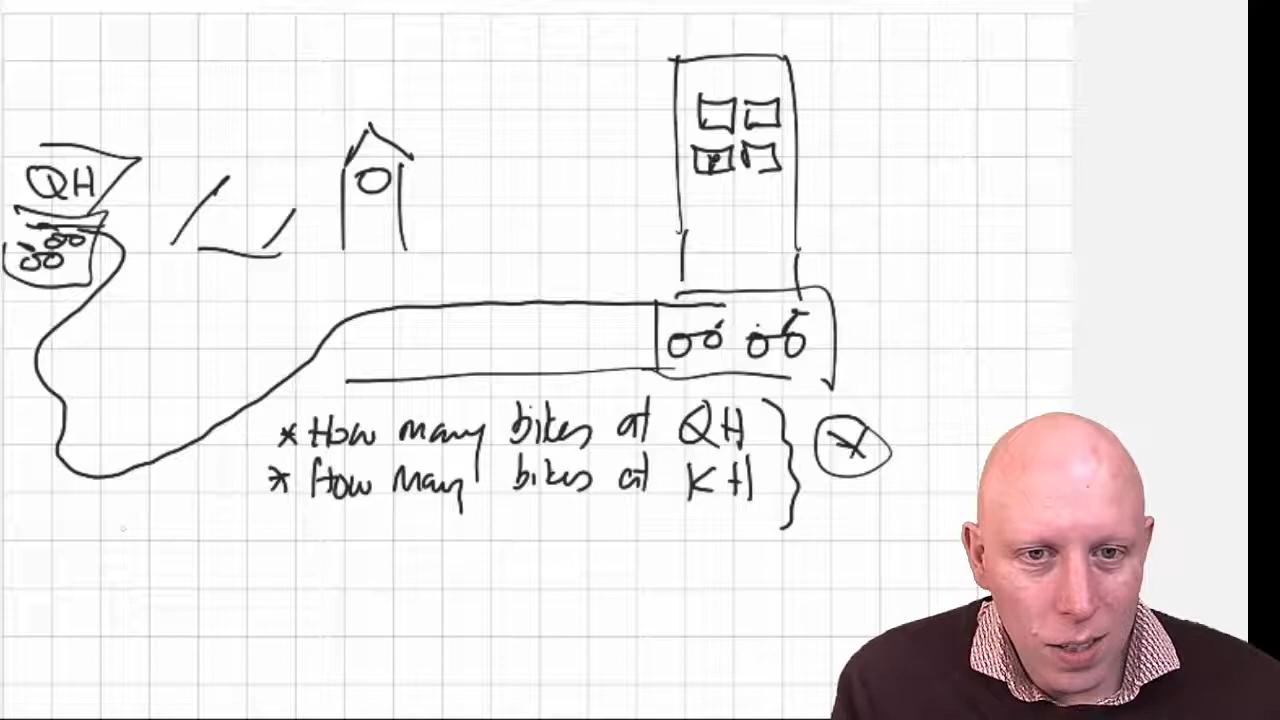 QH
* How many bikes at QH
* How many bikes at KH